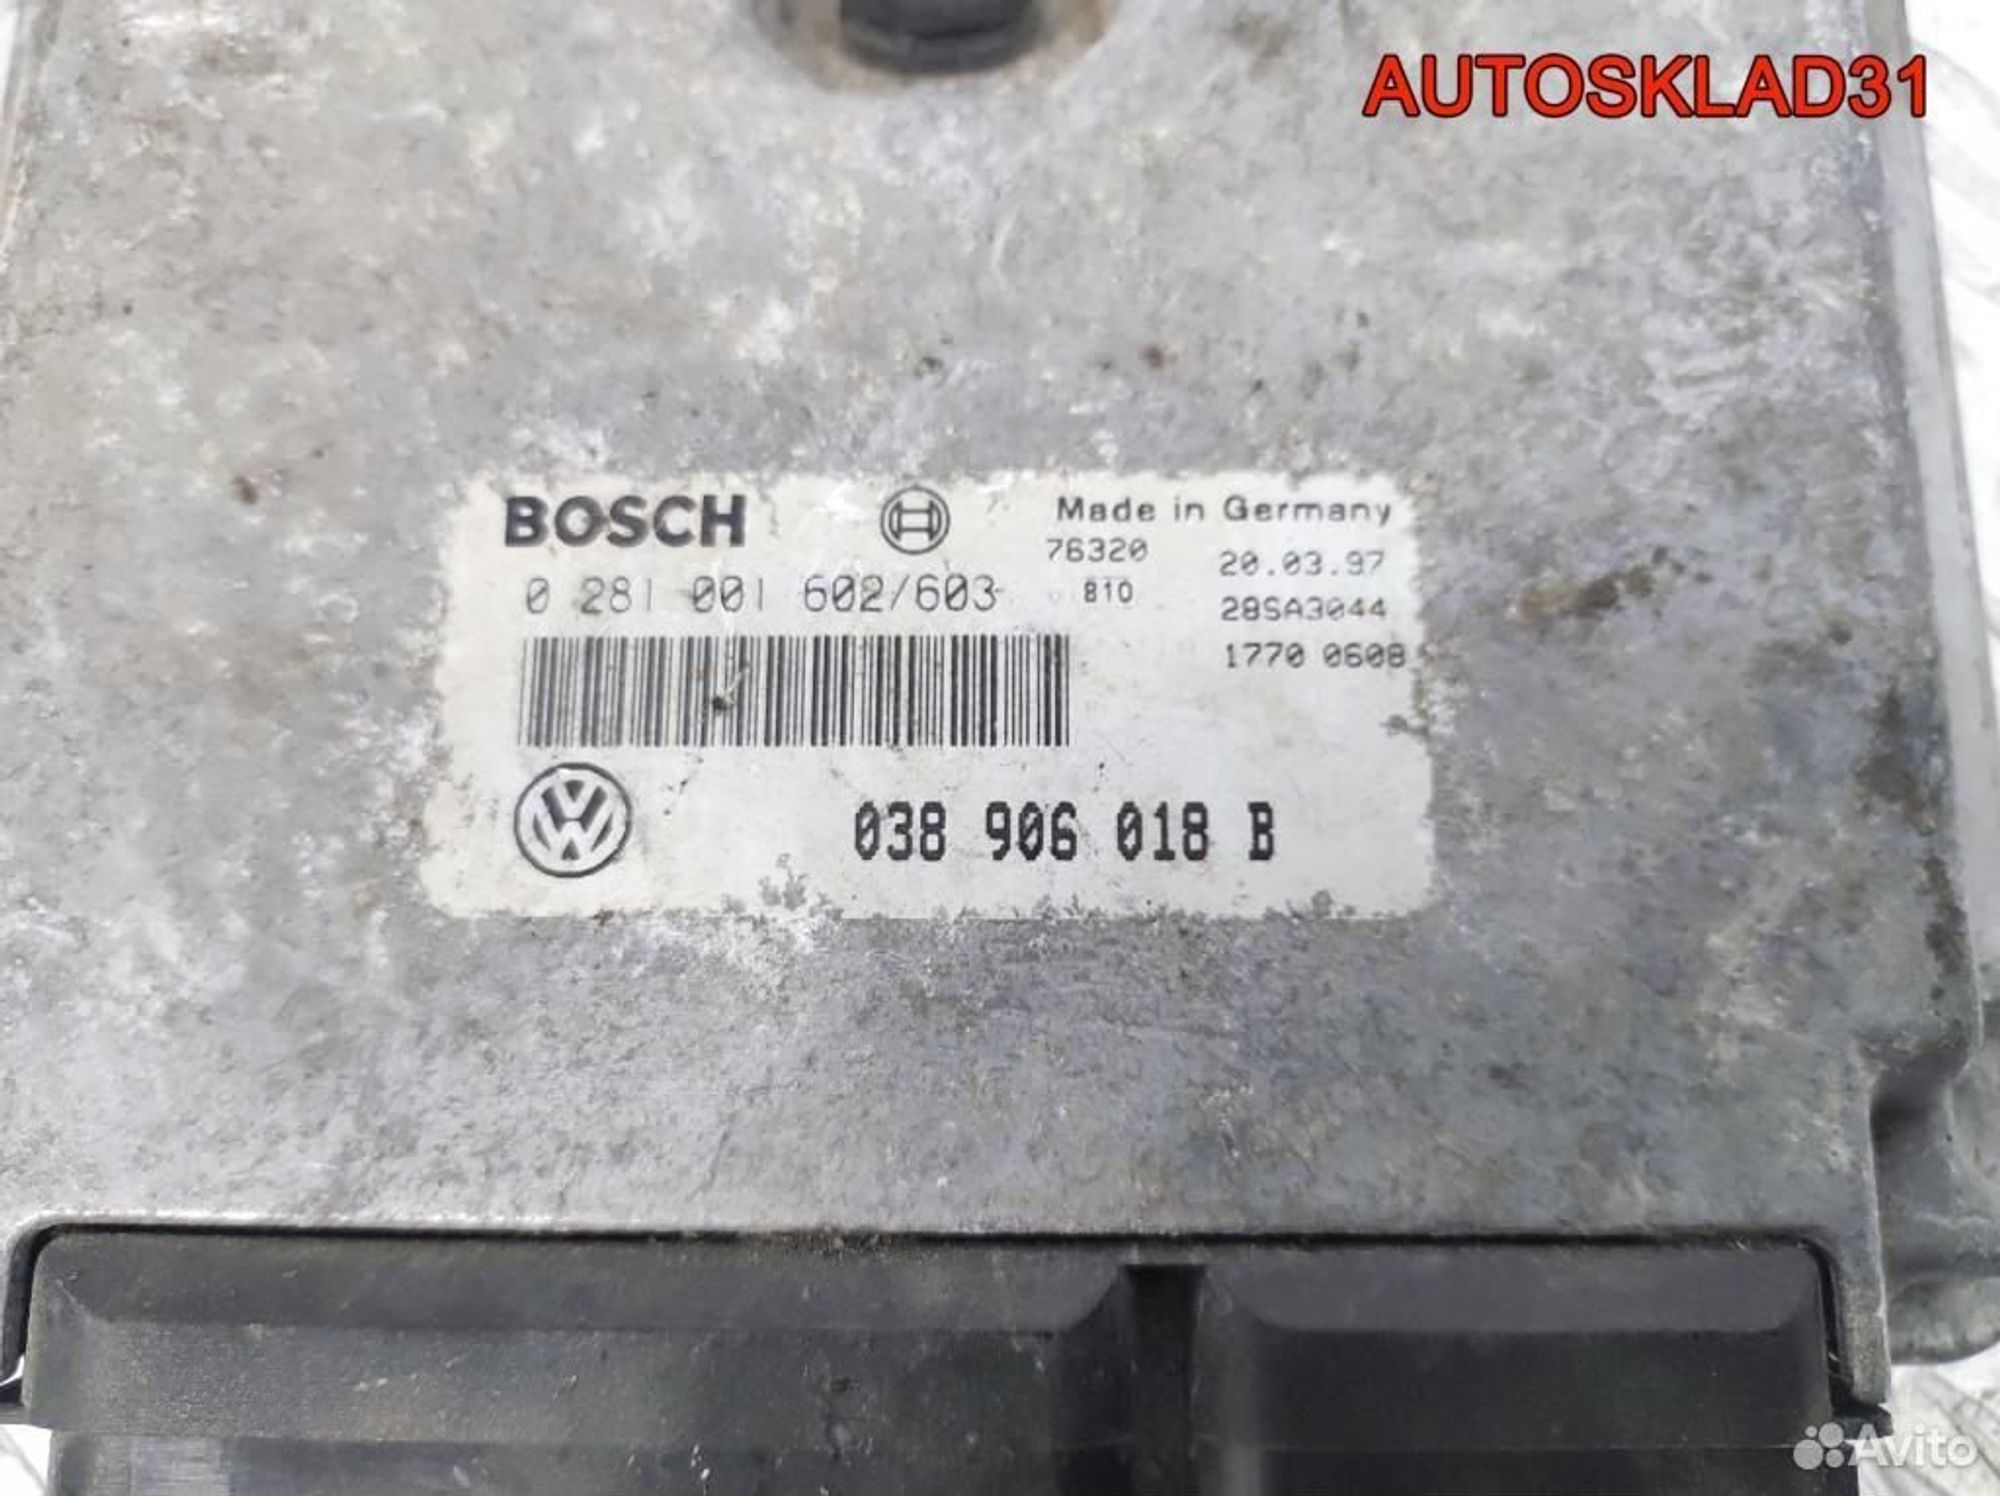 AUTOSKLAD31
BOSCH
Made in Germany
76320 20.03.97
0 281 001 602/603 810 28SA3044
1770 0608
038 906 018 B
Avito